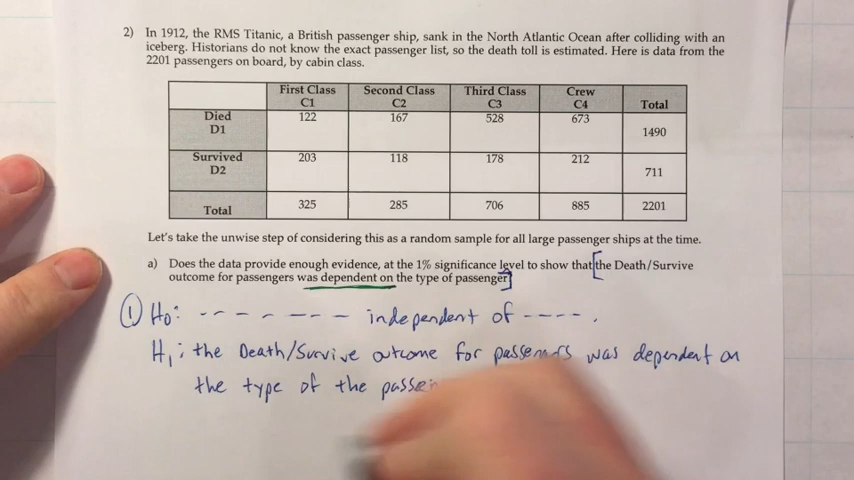 2) In 1912, the RMS Titanic, a British passenger ship, sank in the North Atlantic Ocean after colliding with an
iceberg. Historians do not know the exact passenger list, so the death toll is estimated. Here is data from the
2201 passengers on board, by cabin class.
First Class C1 Second Class C2 Third Class C3 Crew C4 Total
Died D1 122 167 528 673 1490
Survived D2 203 118 178 212 711
Total 325 285 706 885 2201
Let's take the unwise step of considering this as a random sample for all large passenger ships at the time.
a) Does the data provide enough evidence, at the 1% significance level to show that [the Death/Survive
outcome for passengers was dependent on the type of passenger]
① H0: - - - - - - - independent of - - - - .
H1: the Death/Survive outcome for passengers was dependent on
the type of the